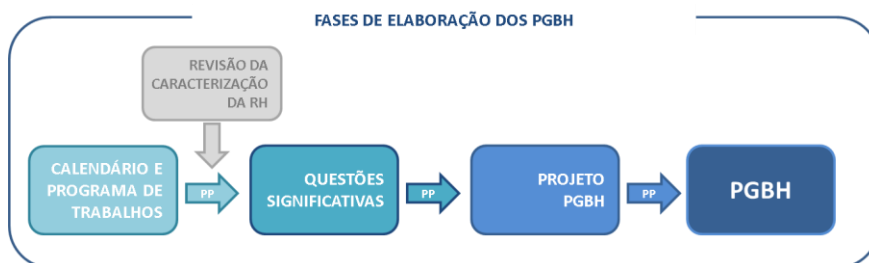 FASES DE ELABORAÇÃO DOS PGBH
REVISÃO DA
CARACTERIZAÇÃO
DA RH
CALENDÁRIO E
PROGRAMA DE
TRABALHOS
PP
QUESTÕES
SIGNIFICATIVAS
PP
PROJETO
PGBH
PP
PGBH